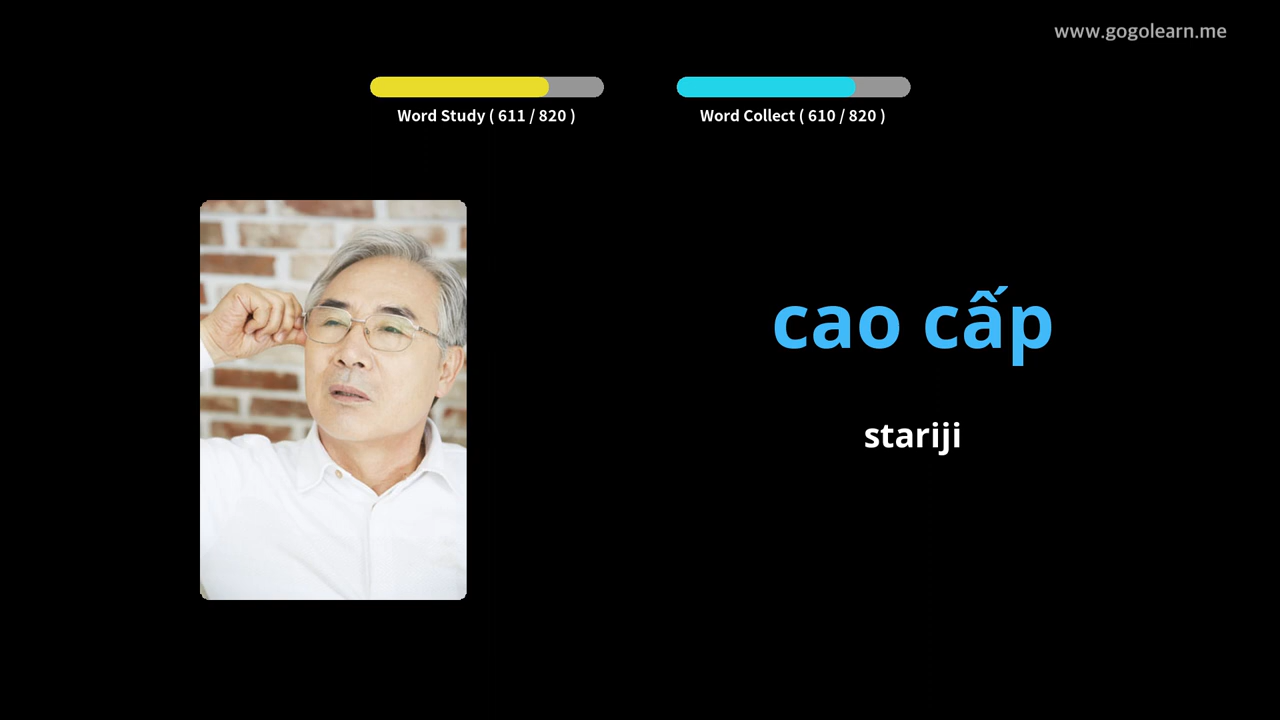 www.gogolearn.me
Word Study ( 611 / 820 )
Word Collect ( 610 / 820 )
cao cấp
stariji